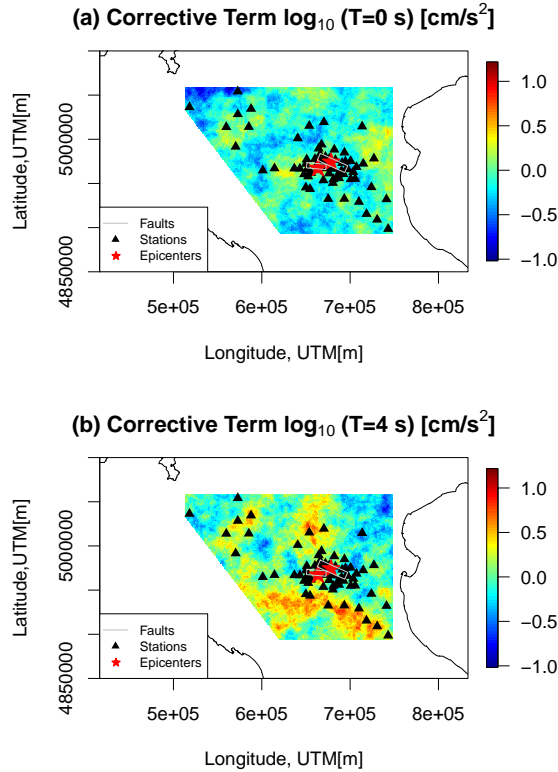 (a) Corrective Term log₁₀ (T=0 s) [cm/s²]
Latitude,UTM[m]
4850000
5000000
Faults
Stations
Epicenters
5e+05
6e+05
7e+05
8e+05
Longitude, UTM[m]
1.0
0.5
0.0
−0.5
−1.0
(b) Corrective Term log₁₀ (T=4 s) [cm/s²]
Latitude,UTM[m]
4850000
5000000
Faults
Stations
Epicenters
5e+05
6e+05
7e+05
8e+05
Longitude, UTM[m]
1.0
0.5
0.0
−0.5
−1.0